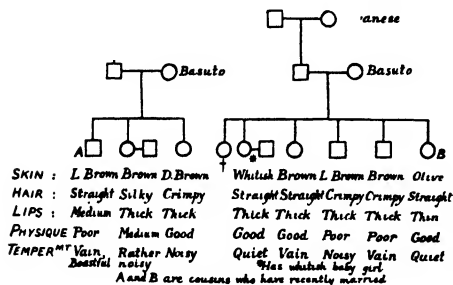 anese
Basuto Basuto
A B
SKIN : L Brown Brown D. Brown Whitish Brown L Brown Brown Olive
HAIR : Straight Silky Crimpy Straight Straight Crimpy Crimpy Straight
LIPS : Medium Thick Thick Thick Thick Thick Thick Thin
PHYSIQUE Poor Medium Good Good Good Poor Poor Good
TEMPERMT Vain, Rather Noisy Quiet Vain Noisy Vain Quiet
Boastful noisy *Has whitish baby girl
A and B are cousins who have recently married